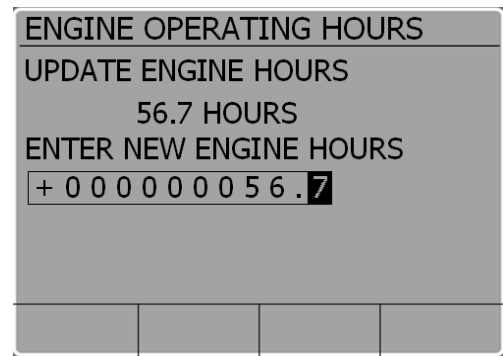 ENGINE OPERATING HOURS
UPDATE ENGINE HOURS
56.7 HOURS
ENTER NEW ENGINE HOURS
+000000056.7